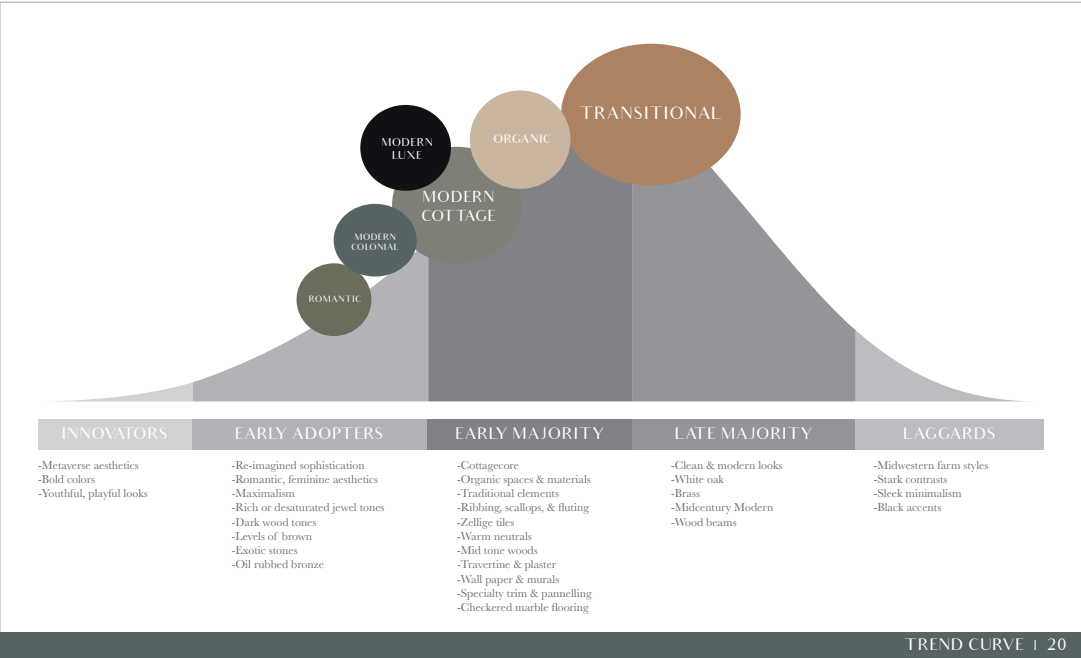 TRANSITIONAL
MODERN
LUXE
ORGANIC
MODERN
COTTAGE
MODERN
COLONIAL
ROMANTIC
INNOVATORS
-Metaverse aesthetics
-Bold colors
-Youthful, playful looks
EARLY ADOPTERS
-Re-imagined sophistication
-Romantic, feminine aesthetics
-Maximalism
-Rich or desaturated jewel tones
-Dark wood tones
-Levels of brown
-Exotic stones
-Oil rubbed bronze
EARLY MAJORITY
-Cottagecore
-Organic spaces & materials
-Traditional elements
-Ribbing, scallops, & fluting
-Zellige tiles
-Warm neutrals
-Mid tone woods
-Travertine & plaster
-Wall paper & murals
-Specialty trim & pannelling
-Checkered marble flooring
LATE MAJORITY
-Clean & modern looks
-White oak
-Brass
-Midcentury Modern
-Wood beams
LAGGARDS
-Midwestern farm styles
-Stark contrasts
-Sleek minimalism
-Black accents
TREND CURVE | 20